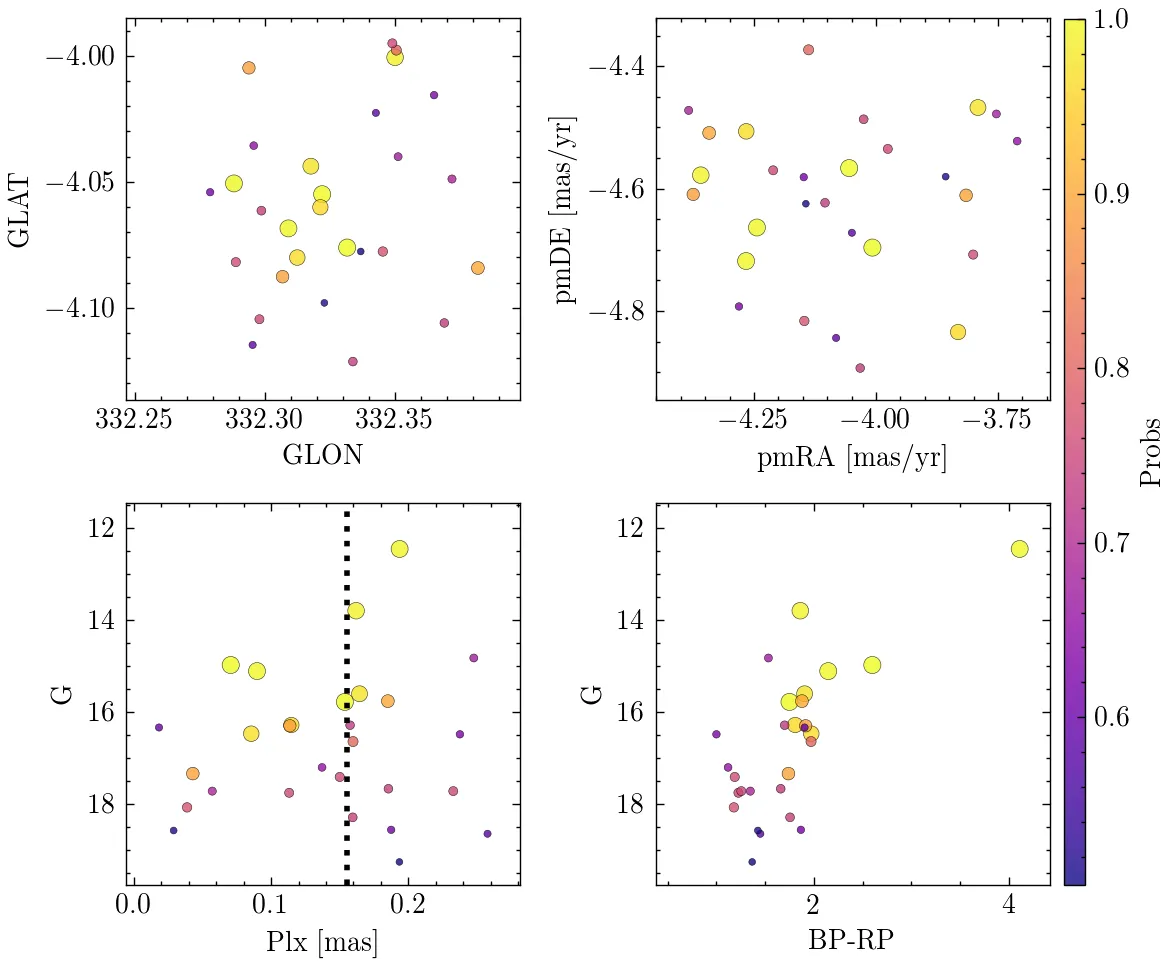 −4.00
−4.05
−4.10
GLAT
332.25 332.30 332.35
GLON
−4.4
−4.6
−4.8
pmDE [mas/yr]
−4.25 −4.00 −3.75
pmRA [mas/yr]
1.0
0.9
0.8
0.7
0.6
Probs
12
14
16
18
G
0.0 0.1 0.2
Plx [mas]
12
14
16
18
G
2 4
BP-RP